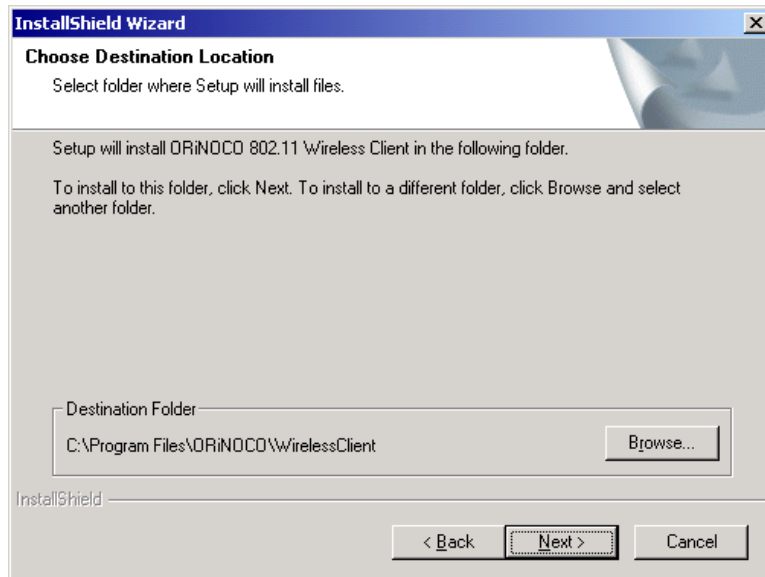 InstallShield Wizard
Choose Destination Location
Select folder where Setup will install files.
Setup will install ORiNOCO 802.11 Wireless Client in the following folder.
To install to this folder, click Next. To install to a different folder, click Browse and select
another folder.
Destination Folder
C:\Program Files\ORiNOCO\WirelessClient
Browse...
InstallShield
< Back
Next >
Cancel